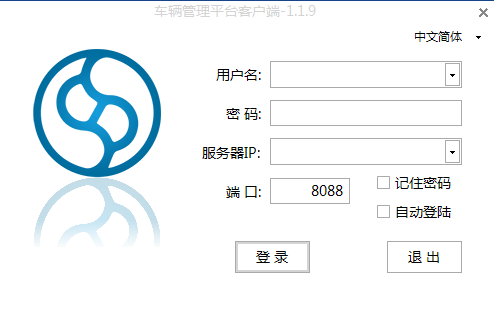 车辆管理平台客户端-1.1.9
中文简体
用户名:
密 码:
服务器IP:
端 口: 8088
记住密码
自动登陆
登 录
退 出